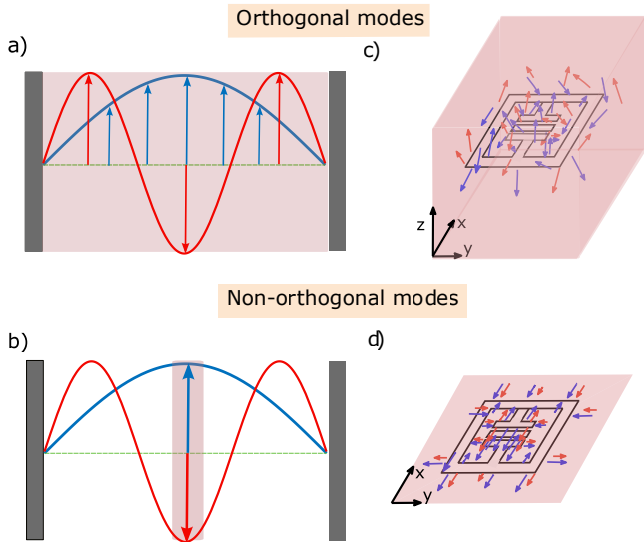 Orthogonal modes
a)
c)
z
x
y
Non-orthogonal modes
b)
d)
x
y